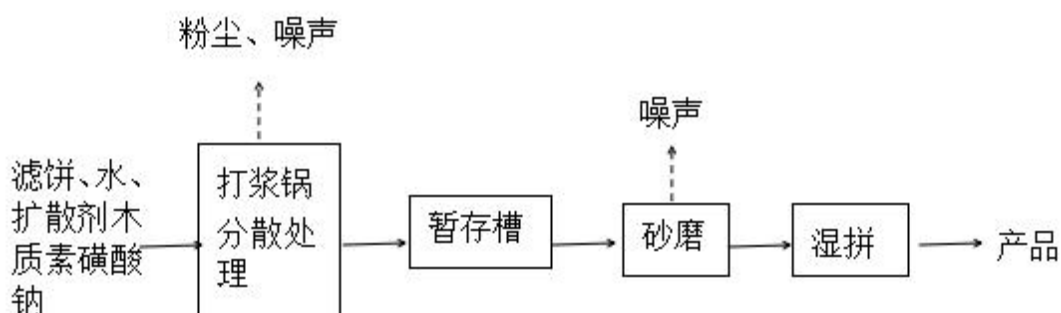 粉尘、噪声
噪声
滤饼、水、
扩散剂木
质素磺酸
钠
打浆锅
分散处
理
暂存槽
砂磨
湿拼
产品